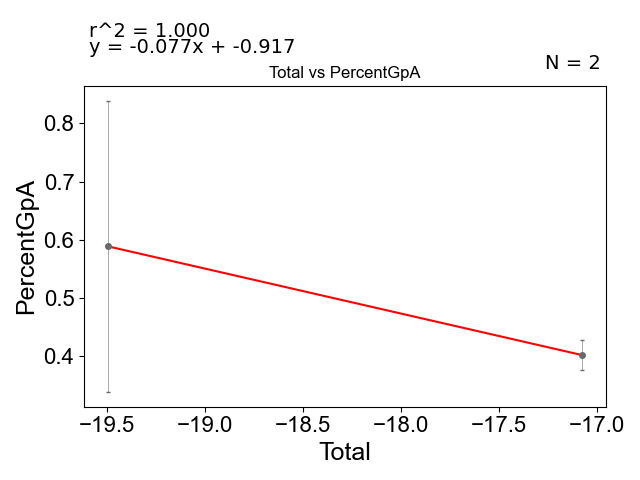 r^2 = 1.000
y = -0.077x + -0.917
N = 2
Total vs PercentGpA
0.8
0.7
0.6
0.5
0.4
PercentGpA
−19.5 −19.0 −18.5 −18.0 −17.5 −17.0
Total